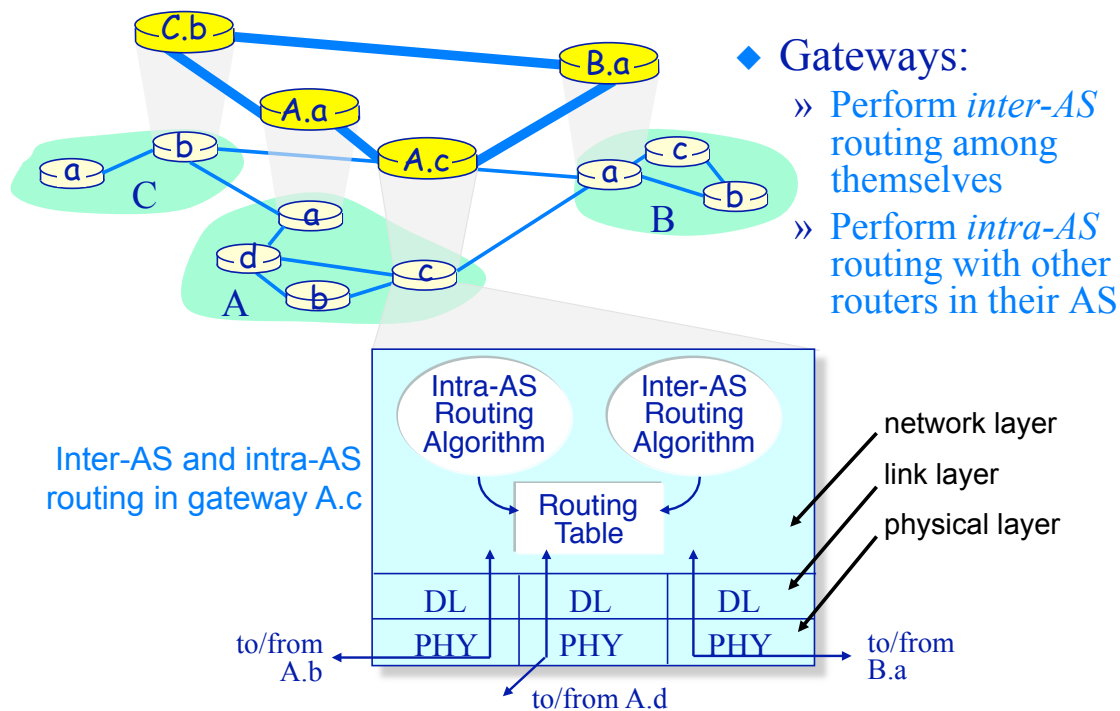 C.b
B.a
A.a
A.c
b
a
C
a
c
b
B
a
d
b
c
A
◆ Gateways:
» Perform inter-AS
routing among
themselves
» Perform intra-AS
routing with other
routers in their AS
Inter-AS and intra-AS
routing in gateway A.c
Intra-AS
Routing
Algorithm
Inter-AS
Routing
Algorithm
Routing
Table
network layer
link layer
physical layer
DL
DL
DL
PHY
PHY
PHY
to/from
A.b
to/from A.d
to/from
B.a